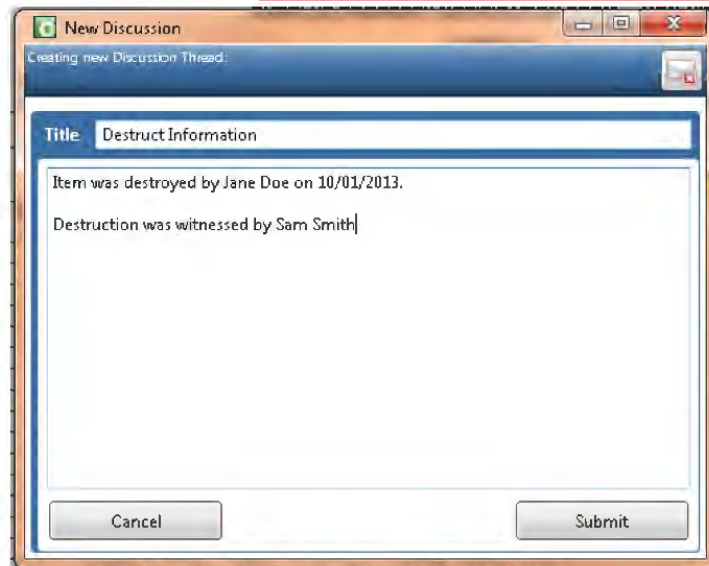 New Discussion
Creating new Discussion Thread:
Title Destruct Information
Item was destroyed by Jane Doe on 10/01/2013.
Destruction was witnessed by Sam Smith
Cancel Submit